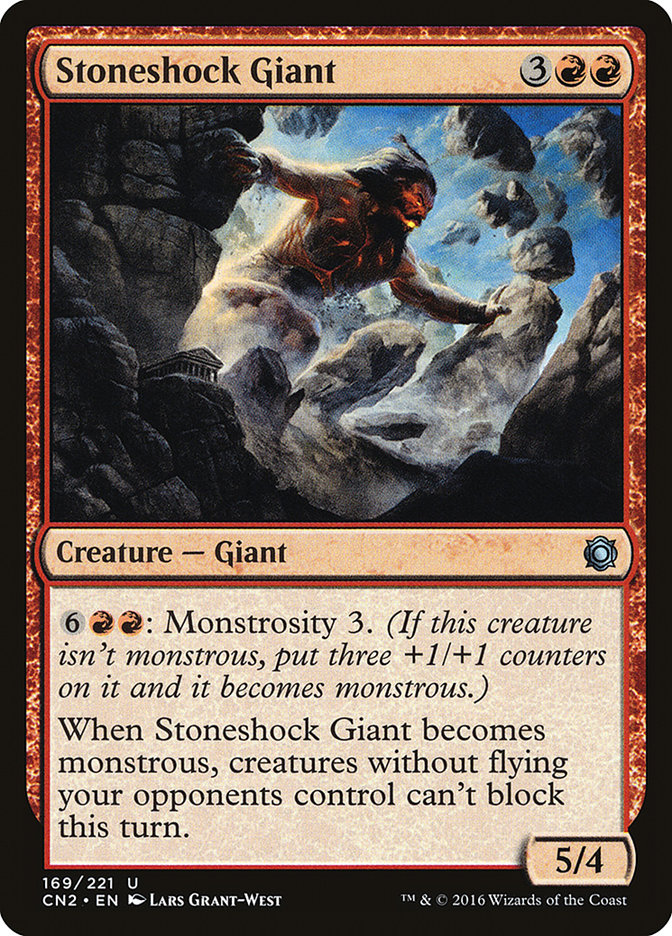 Stoneshock Giant 3
Creature — Giant
6: Monstrosity 3. (If this creature
isn't monstrous, put three +1/+1 counters
on it and it becomes monstrous.)
When Stoneshock Giant becomes
monstrous, creatures without flying
your opponents control can't block
this turn.
5/4
169/221 U
CN2 • EN Lars Grant-West
™ & © 2016 Wizards of the Coast